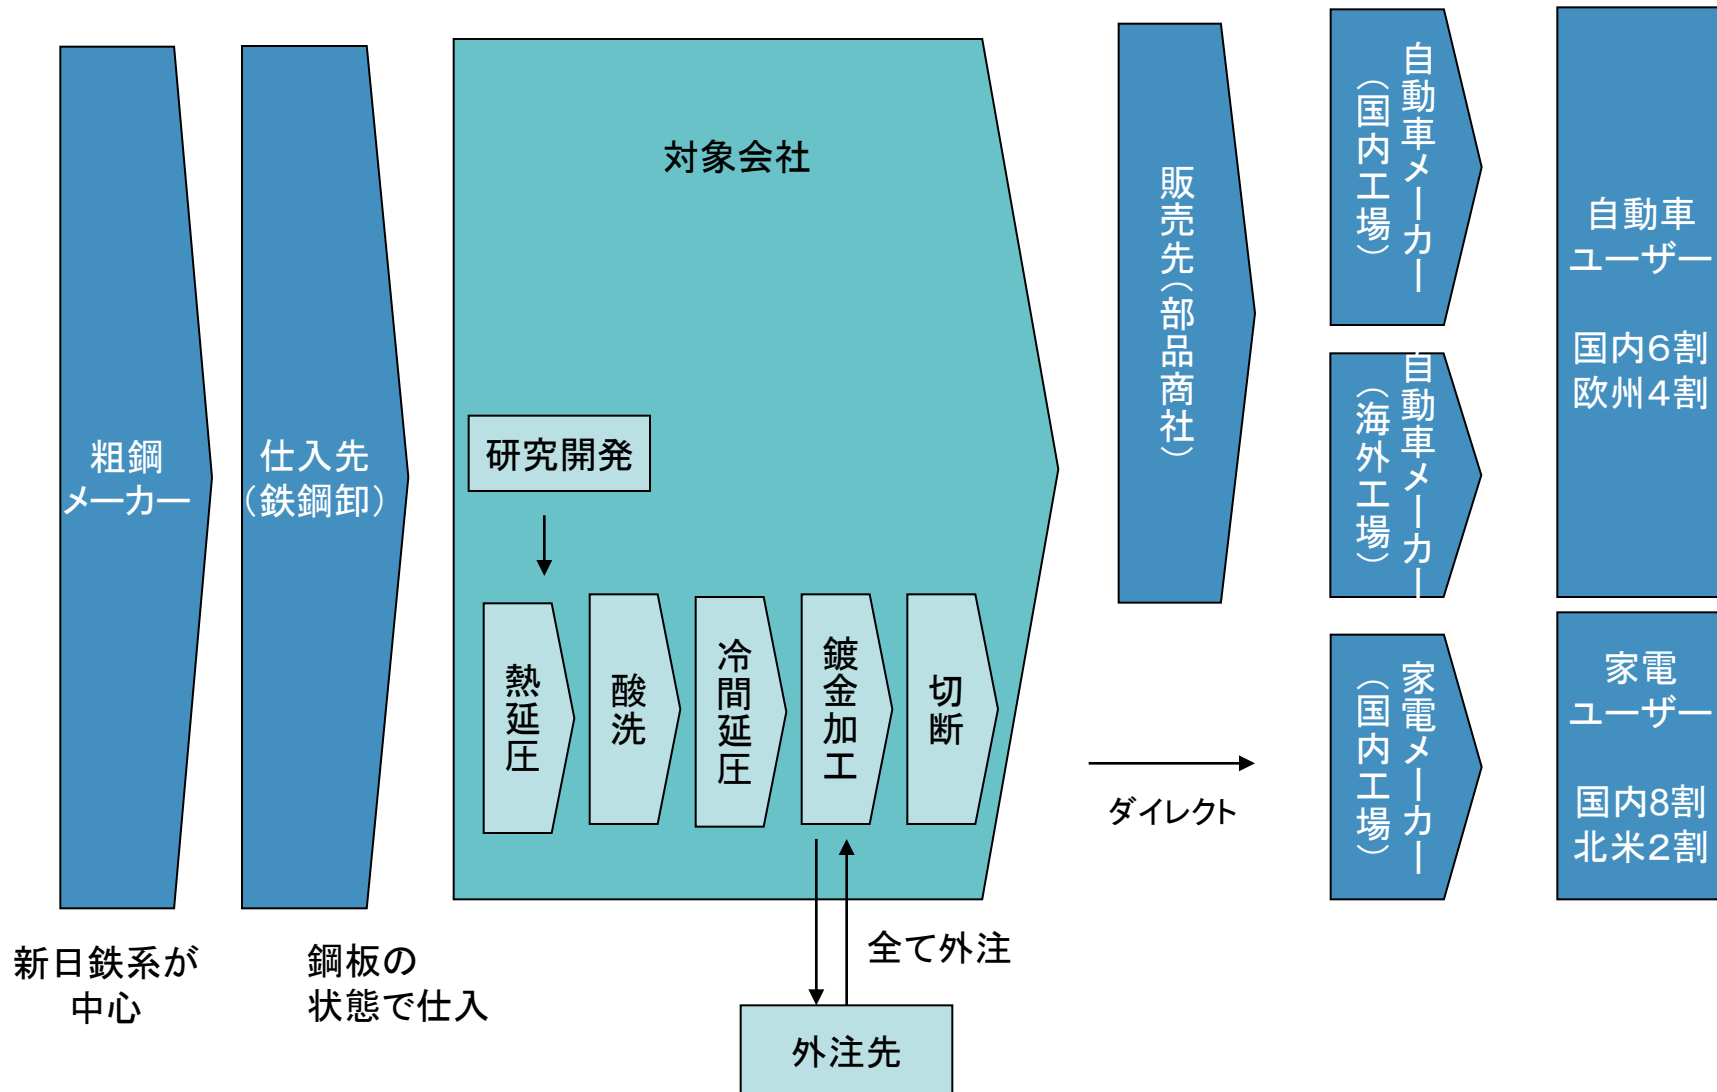 粗鋼
メーカー
新日鉄系が
中心
仕入先
（鉄鋼卸）
鋼板の
状態で仕入
対象会社
研究開発
熱延圧
酸洗
冷間延圧
鍍金加工
切断
全て外注
外注先
販売先（部品商社）
ダイレクト
自動車メーカー
（国内工場）
自動車メーカー
（海外工場）
家電メーカー
（国内工場）
自動車
ユーザー
国内６割
欧州４割
家電
ユーザー
国内8割
北米２割